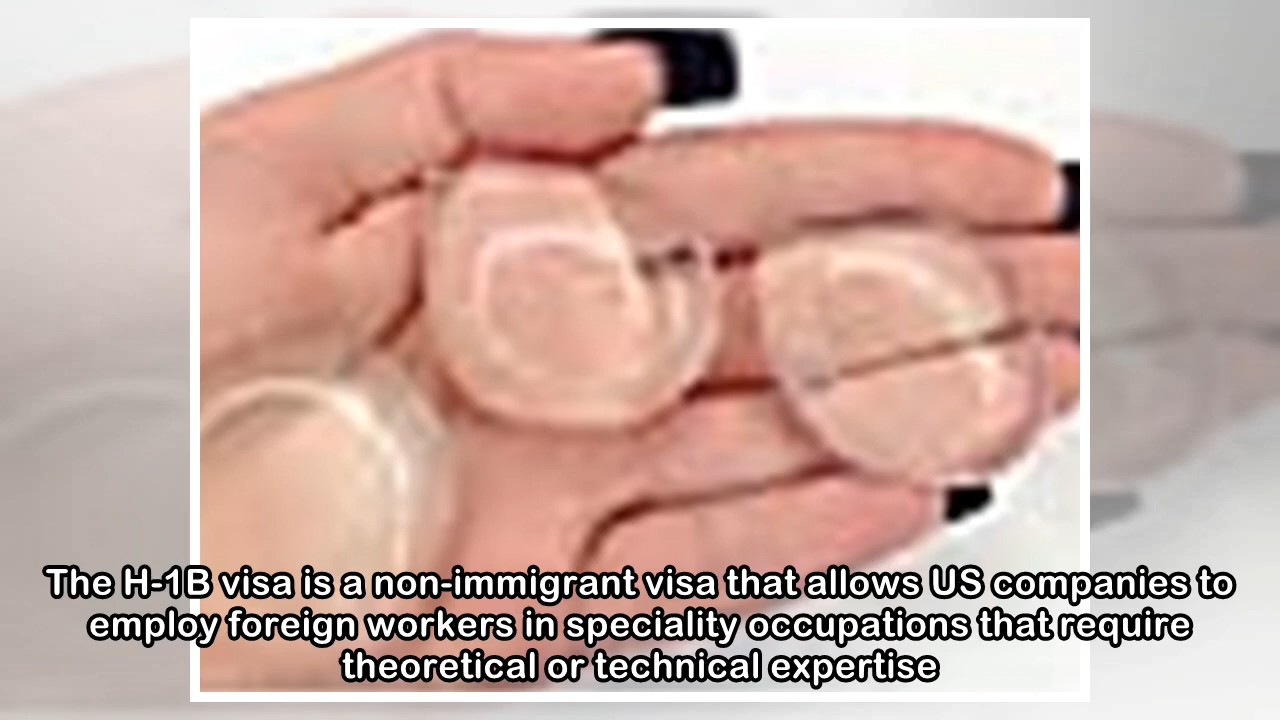 The H-1B visa is a non-immigrant visa that allows US companies to
employ foreign workers in speciality occupations that require
theoretical or technical expertise